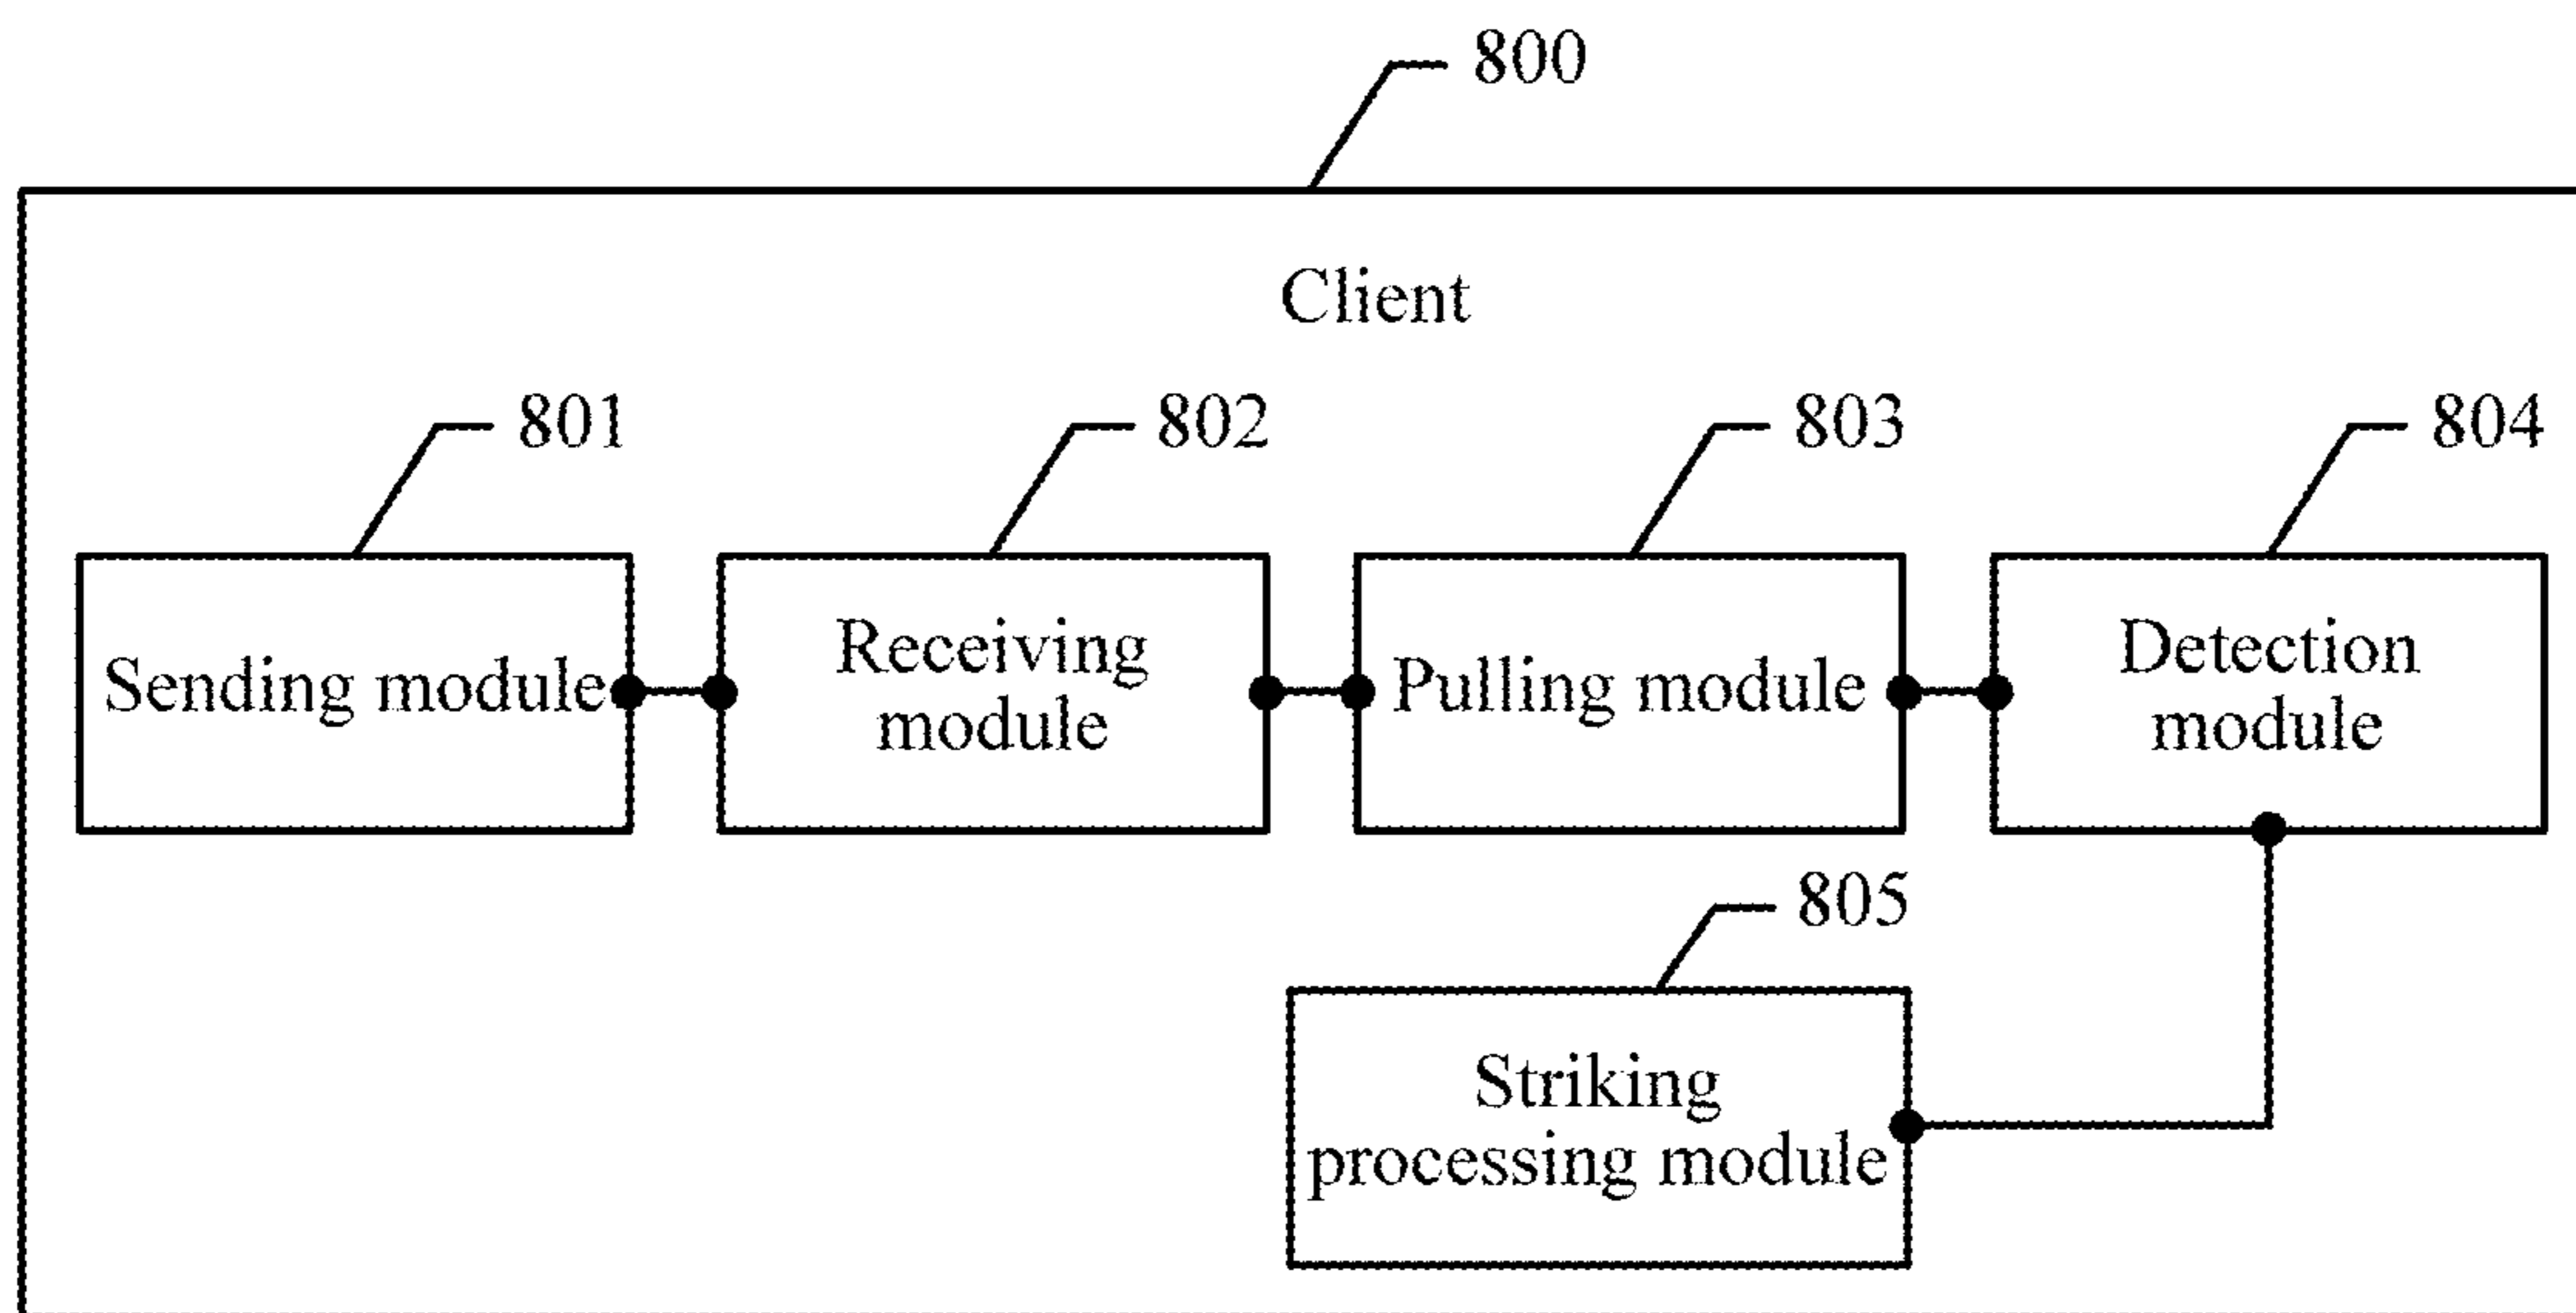 800
Client
801
802
803
804
Sending module
Receiving
module
Pulling module
Detection
module
805
Striking
processing module